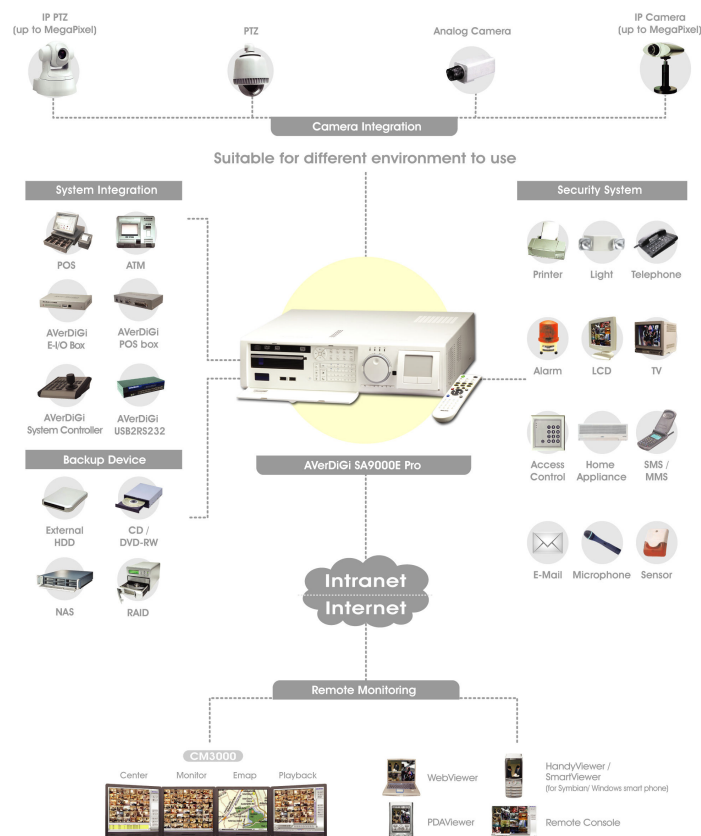 IP PTZ
(up to MegaPixel)
PTZ
Analog Camera
IP Camera
(up to MegaPixel)
Camera Integration
Suitable for different environment to use
System Integration
POS
ATM
AVerDiGi
E-I/O Box
AVerDiGi
POS box
AVerDiGi
System Controller
AVerDiGi
USB2RS232
Backup Device
External
HDD
CD /
DVD-RW
NAS
RAID
Security System
Printer
Light
Telephone
Alarm
LCD
TV
Access
Control
Home
Appliance
SMS /
MMS
E-Mail
Microphone
Sensor
AVerDiGi SA9000E Pro
Intranet
Internet
Remote Monitoring
CM3000
Center
Monitor
Emap
Playback
WebViewer
HandyViewer /
SmartViewer
(for Symbian/ Windows smart phone)
PDAViewer
Remote Console